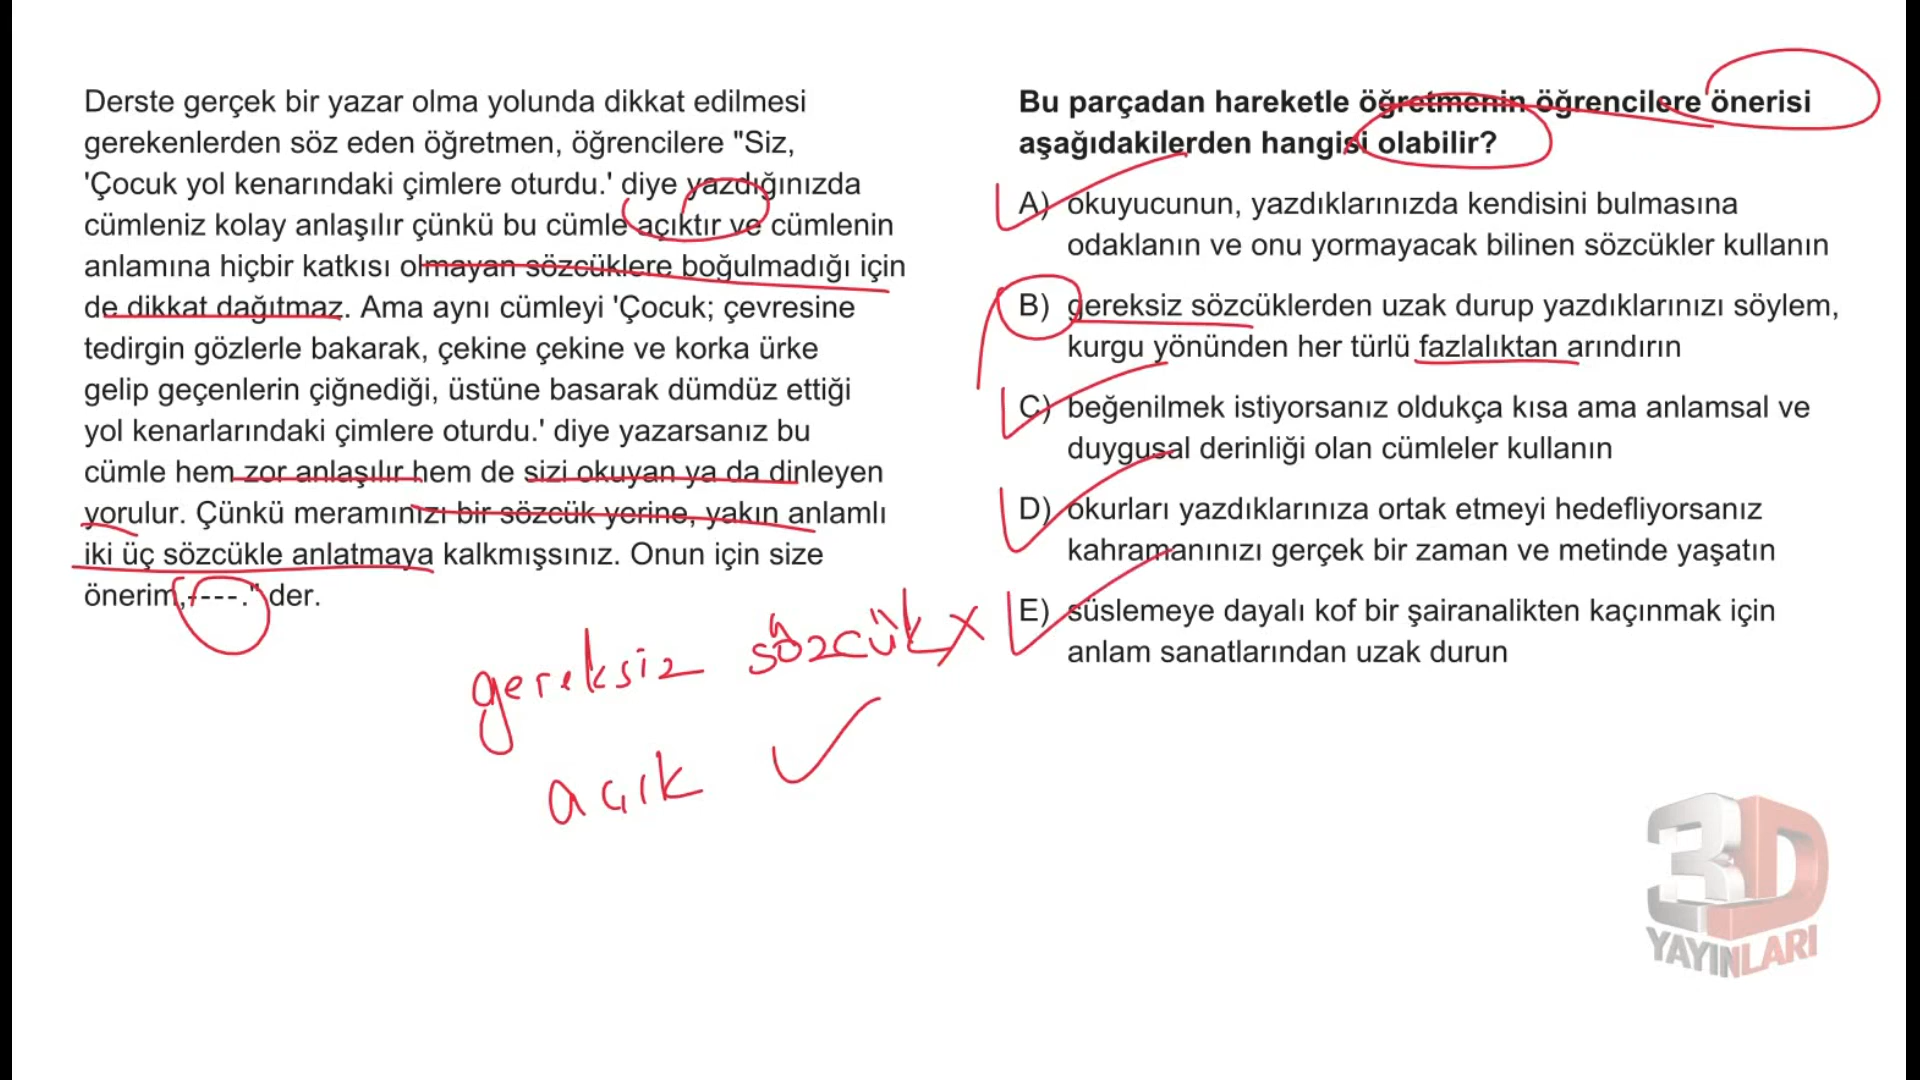 Derste gerçek bir yazar olma yolunda dikkat edilmesi
gerekenlerden söz eden öğretmen, öğrencilere "Siz,
'Çocuk yol kenarındaki çimlere oturdu.' diye yazdığınızda
cümleniz kolay anlaşılır çünkü bu cümle açıktır ve cümlenin
anlamına hiçbir katkısı olmayan sözcüklere boğulmadığı için
de dikkat dağıtmaz. Ama aynı cümleyi 'Çocuk; çevresine
tedirgin gözlerle bakarak, çekine çekine ve korka ürke
gelip geçenlerin çiğnediği, üstüne basarak dümdüz ettiği
yol kenarlarındaki çimlere oturdu.' diye yazarsanız bu
cümle hem zor anlaşılır hem de sizi okuyan ya da dinleyen
yorulur. Çünkü meramınızı bir sözcük yerine, yakın anlamlı
iki üç sözcükle anlatmaya kalkmışsınız. Onun için size
önerim,----." der.
gereksiz sözcük x
açık ✓
Bu parçadan hareketle öğretmenin öğrencilere önerisi
aşağıdakilerden hangisi olabilir?
A) okuyucunun, yazdıklarınızda kendisini bulmasına
odaklanın ve onu yormayacak bilinen sözcükler kullanın
B) gereksiz sözcüklerden uzak durup yazdıklarınızı söylem,
kurgu yönünden her türlü fazlalıktan arındırın
C) beğenilmek istiyorsanız oldukça kısa ama anlamsal ve
duygusal derinliği olan cümleler kullanın
D) okurları yazdıklarınıza ortak etmeyi hedefliyorsanız
kahramanınızı gerçek bir zaman ve metinde yaşatın
E) süslemeye dayalı kof bir şairanalikten kaçınmak için
anlam sanatlarından uzak durun
3D
YAYINLARI